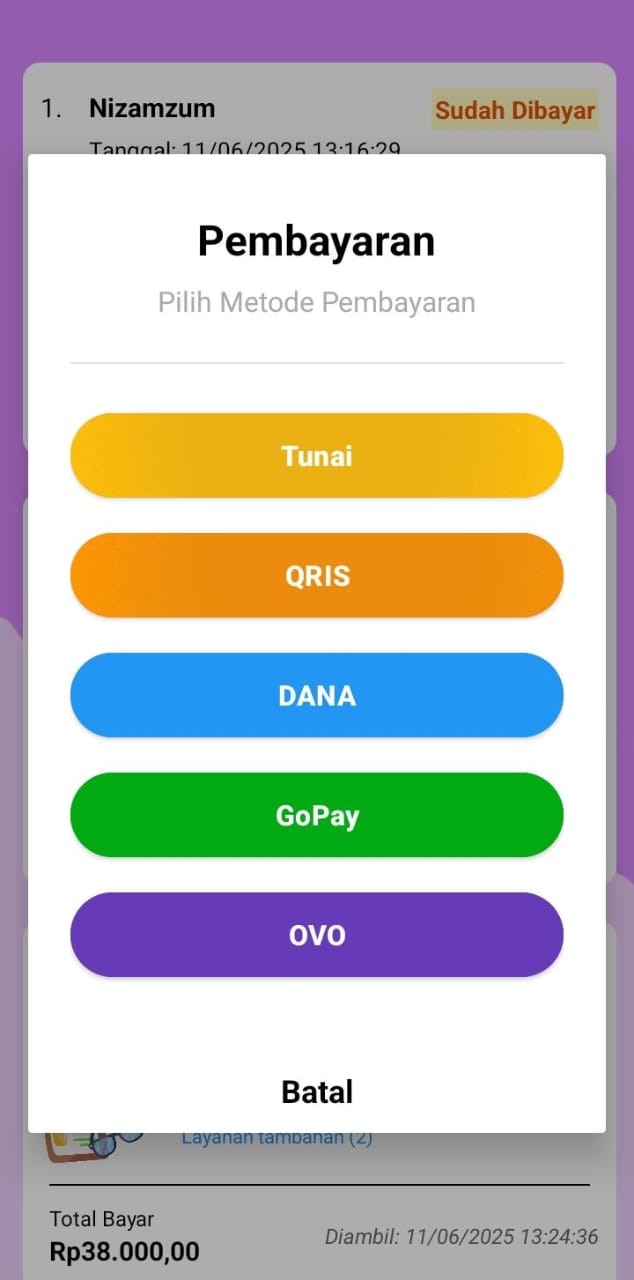 1. Nizamzum Sudah Dibayar
Tanggal: 11/06/2025 13:16:29
Pembayaran
Pilih Metode Pembayaran
Tunai
QRIS
DANA
GoPay
OVO
Batal
Layanan tambahan (2)
Total Bayar
Diambil: 11/06/2025 13:24:36
Rp38.000,00